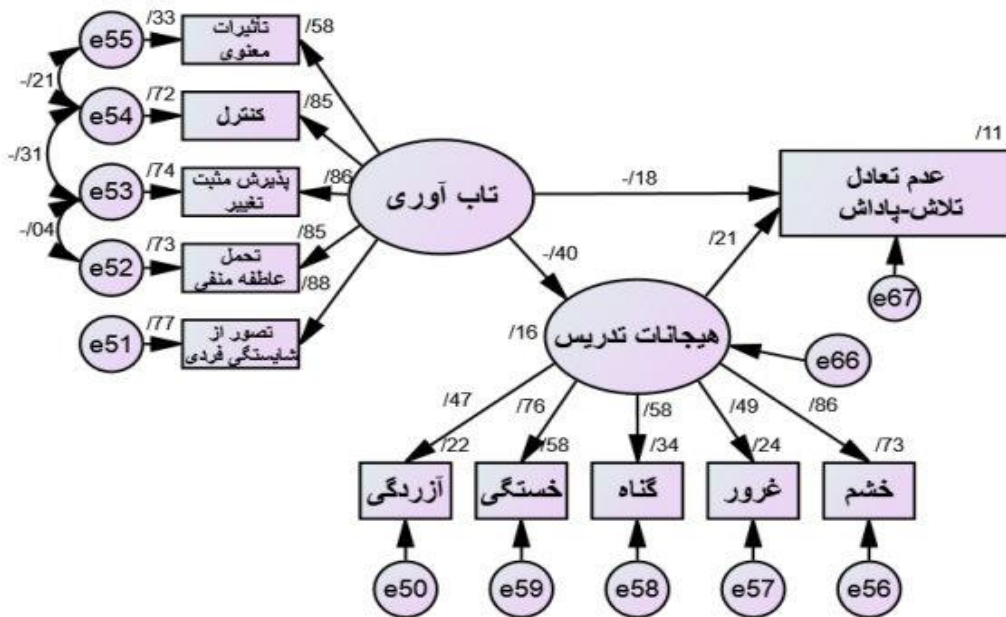 /33
/58
e55
تأثیرات
معنوی
-/21
/72
/85
e54
کنترل
/11
-/31
/74
/86
e53
پذیرش مثبت
تغییر
تاب آوری
-/18
عدم تعادل
تلاش-پاداش
-/04
/73
/85
e52
تحمل
عاطفه منفی
/88
-/40
/21
e67
/77
e51
تصور از
شایستگی فردی
/16
هیجانات تدریس
e66
/47
/76
/58
/49
/86
/22
/58
/34
/24
/73
آزردگی
خستگی
گناه
غرور
خشم
e50
e59
e58
e57
e56